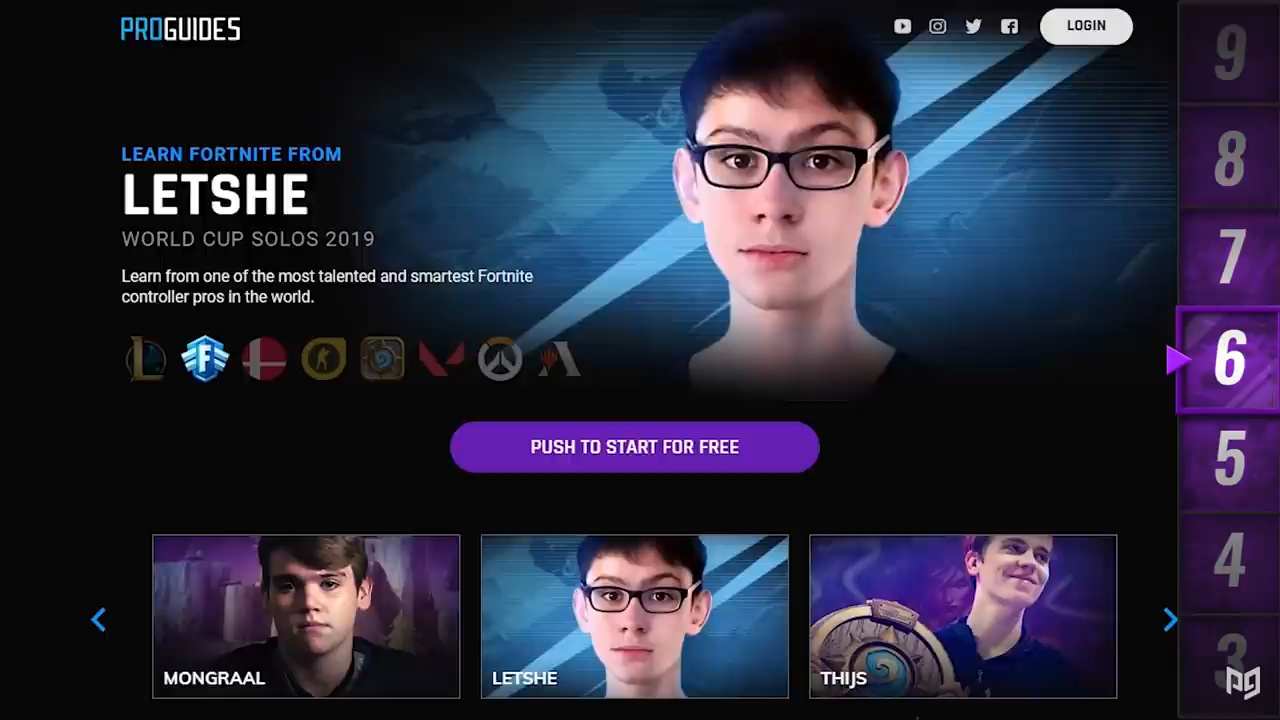 PROGUIDES
LOGIN
LEARN FORTNITE FROM
LETSHE
WORLD CUP SOLOS 2019
Learn from one of the most talented and smartest Fortnite
controller pros in the world.
PUSH TO START FOR FREE
MONGRAAL
LETSHE
THIJS
9
8
7
6
5
4
3